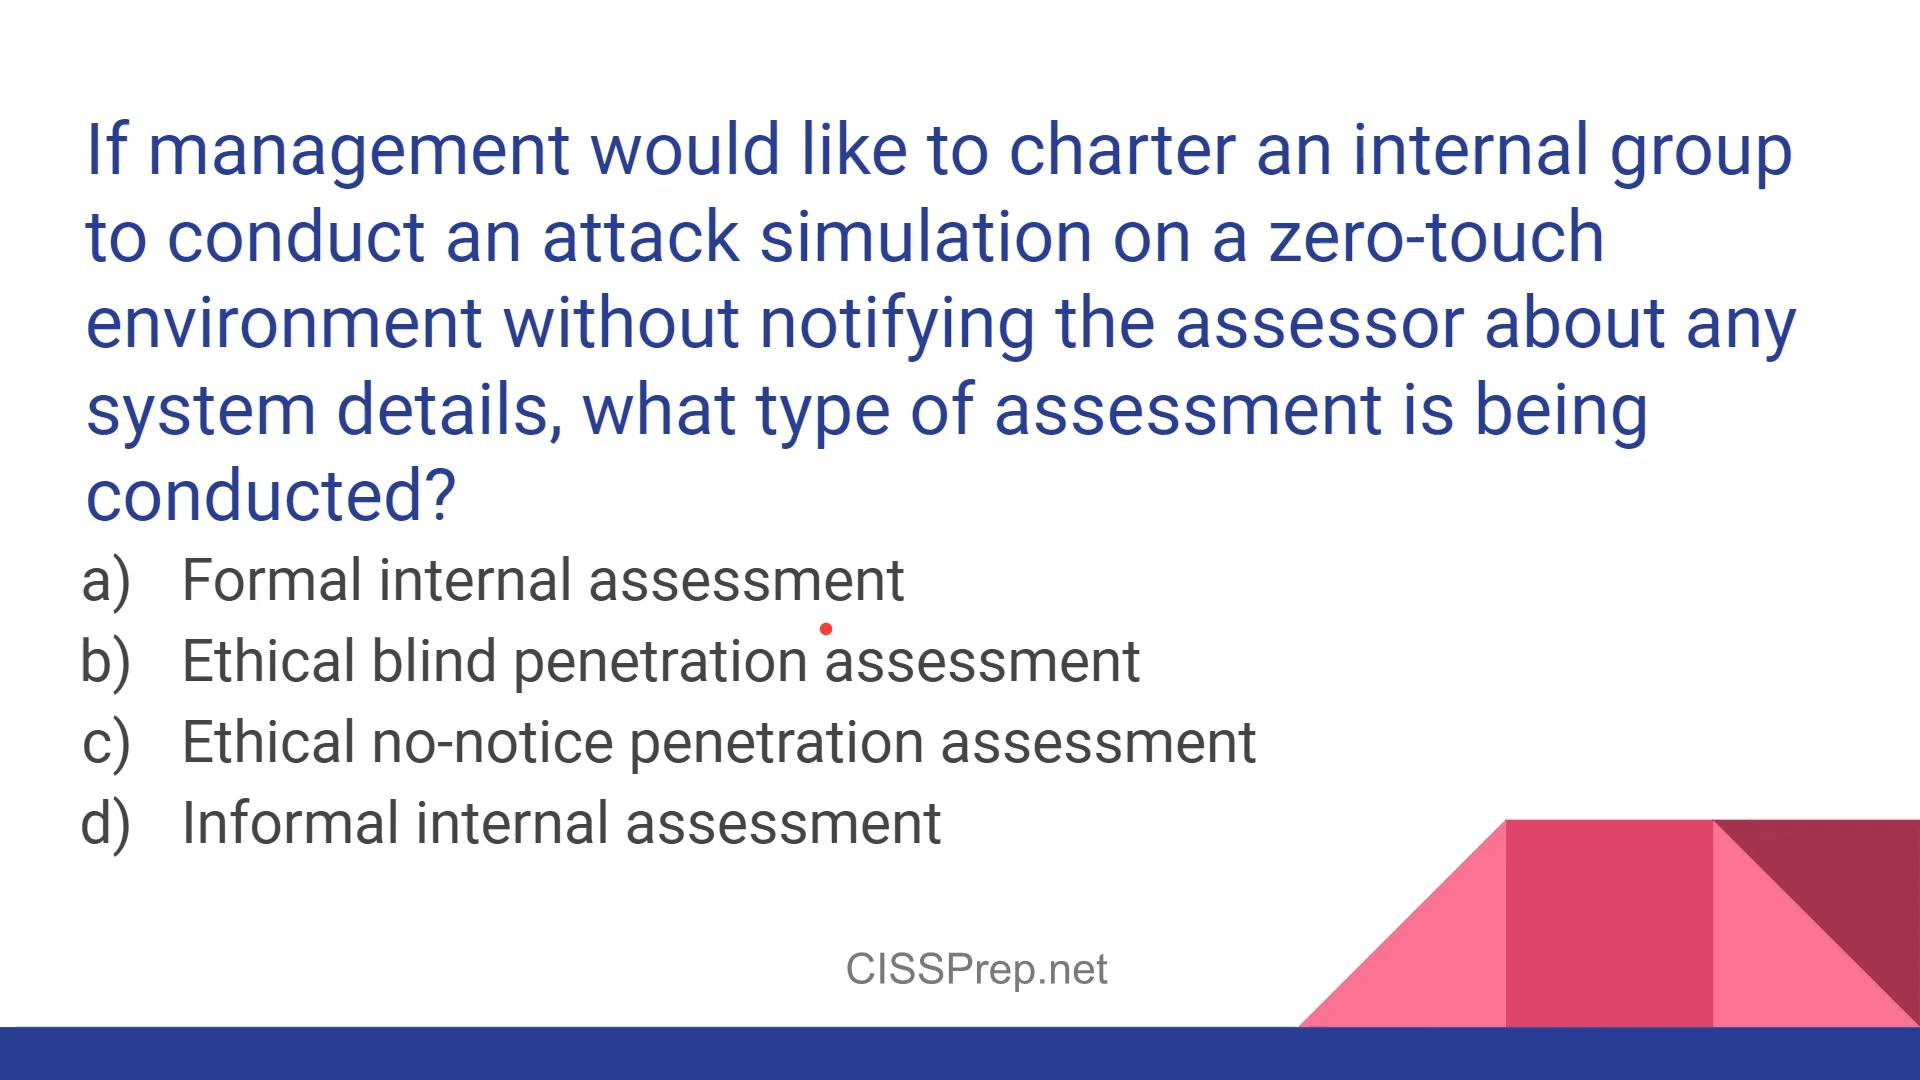 If management would like to charter an internal group
to conduct an attack simulation on a zero-touch
environment without notifying the assessor about any
system details, what type of assessment is being
conducted?
a) Formal internal assessment
b) Ethical blind penetration assessment
c) Ethical no-notice penetration assessment
d) Informal internal assessment
CISSPrep.net